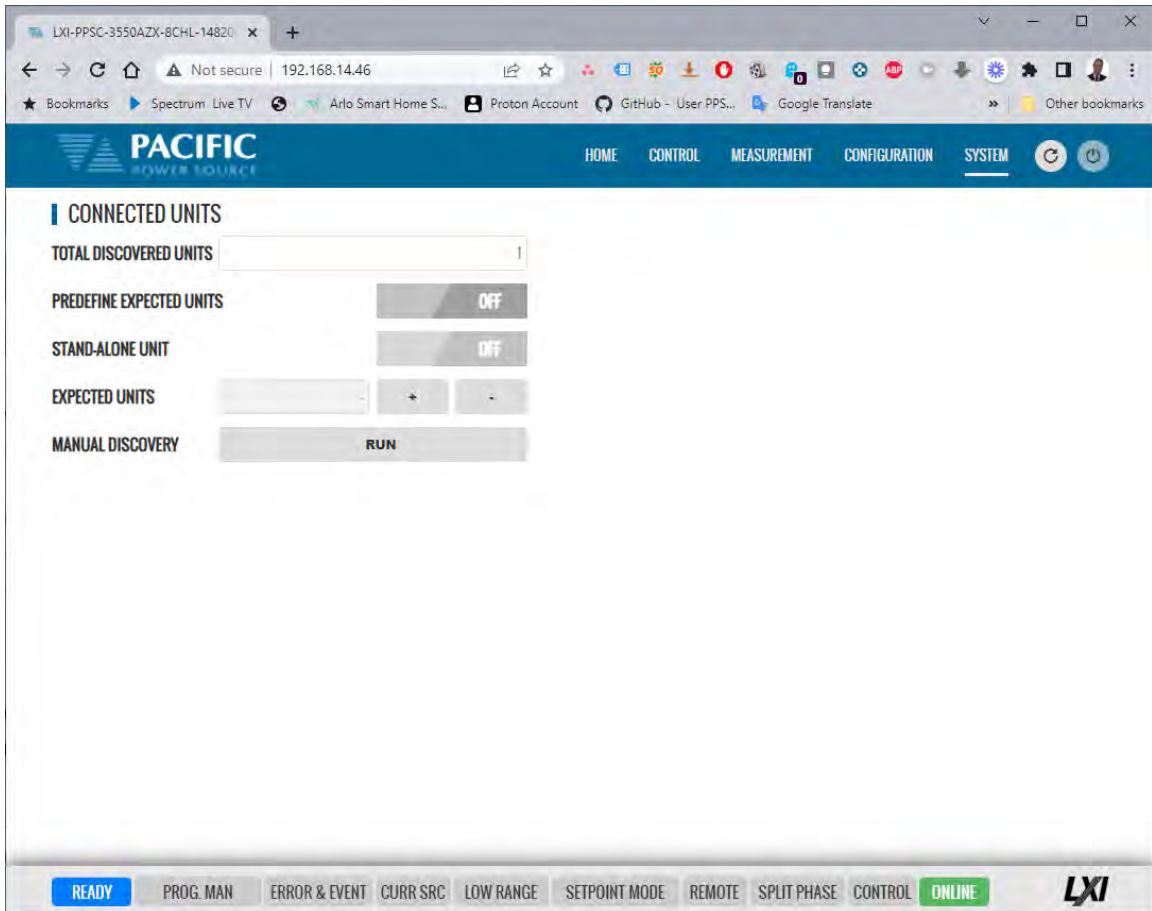 LXI-PPSC-3550AZX-8CHL-14820
Not secure | 192.168.14.46
Bookmarks Spectrum Live TV Arlo Smart Home S... Proton Account GitHub - User PPS... Google Translate » Other bookmarks
PACIFIC
POWER SOURCE
HOME CONTROL MEASUREMENT CONFIGURATION SYSTEM
CONNECTED UNITS
TOTAL DISCOVERED UNITS 1
PREDEFINE EXPECTED UNITS OFF
STAND-ALONE UNIT OFF
EXPECTED UNITS - + -
MANUAL DISCOVERY RUN
READY PROG. MAN ERROR & EVENT CURR SRC LOW RANGE SETPOINT MODE REMOTE SPLIT PHASE CONTROL ONLINE LXI